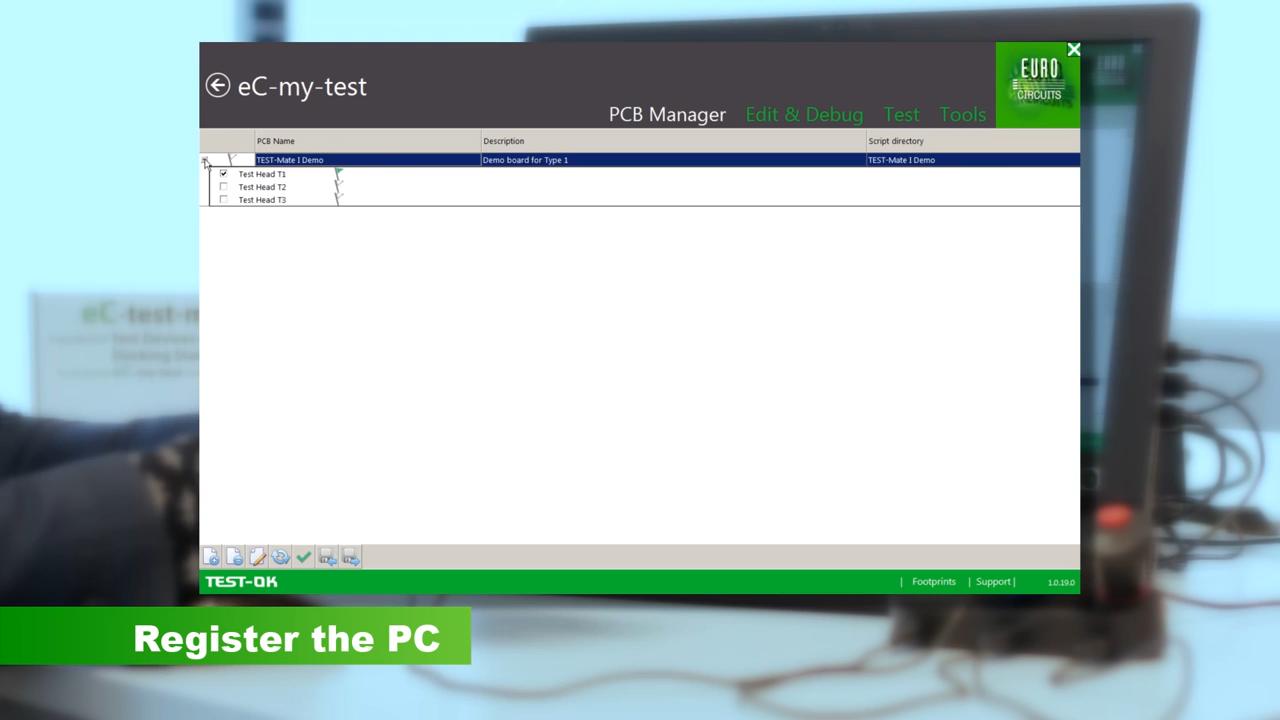 eC-my-test
EURO
CIRCUITS
PCB Manager Edit & Debug Test Tools
PCB Name Description Script directory
TEST-Mate I Demo Demo board for Type 1 TEST-Mate I Demo
Test Head T1
Test Head T2
Test Head T3
TEST-OK | Footprints | Support | 1.0.19.0
eC-test-m
Register the PC